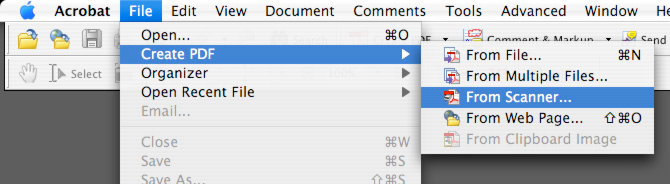 Acrobat File Edit View Document Comments Tools Advanced Window
Open... ⌘O
Create PDF
Organizer
Open Recent File
Email...
Close ⌘W
Save ⌘S
Save As... ⇧⌘S
Select
Comment & Markup
Send
From File... ⌘N
From Multiple Files...
From Scanner...
From Web Page... ⇧⌘O
From Clipboard Image